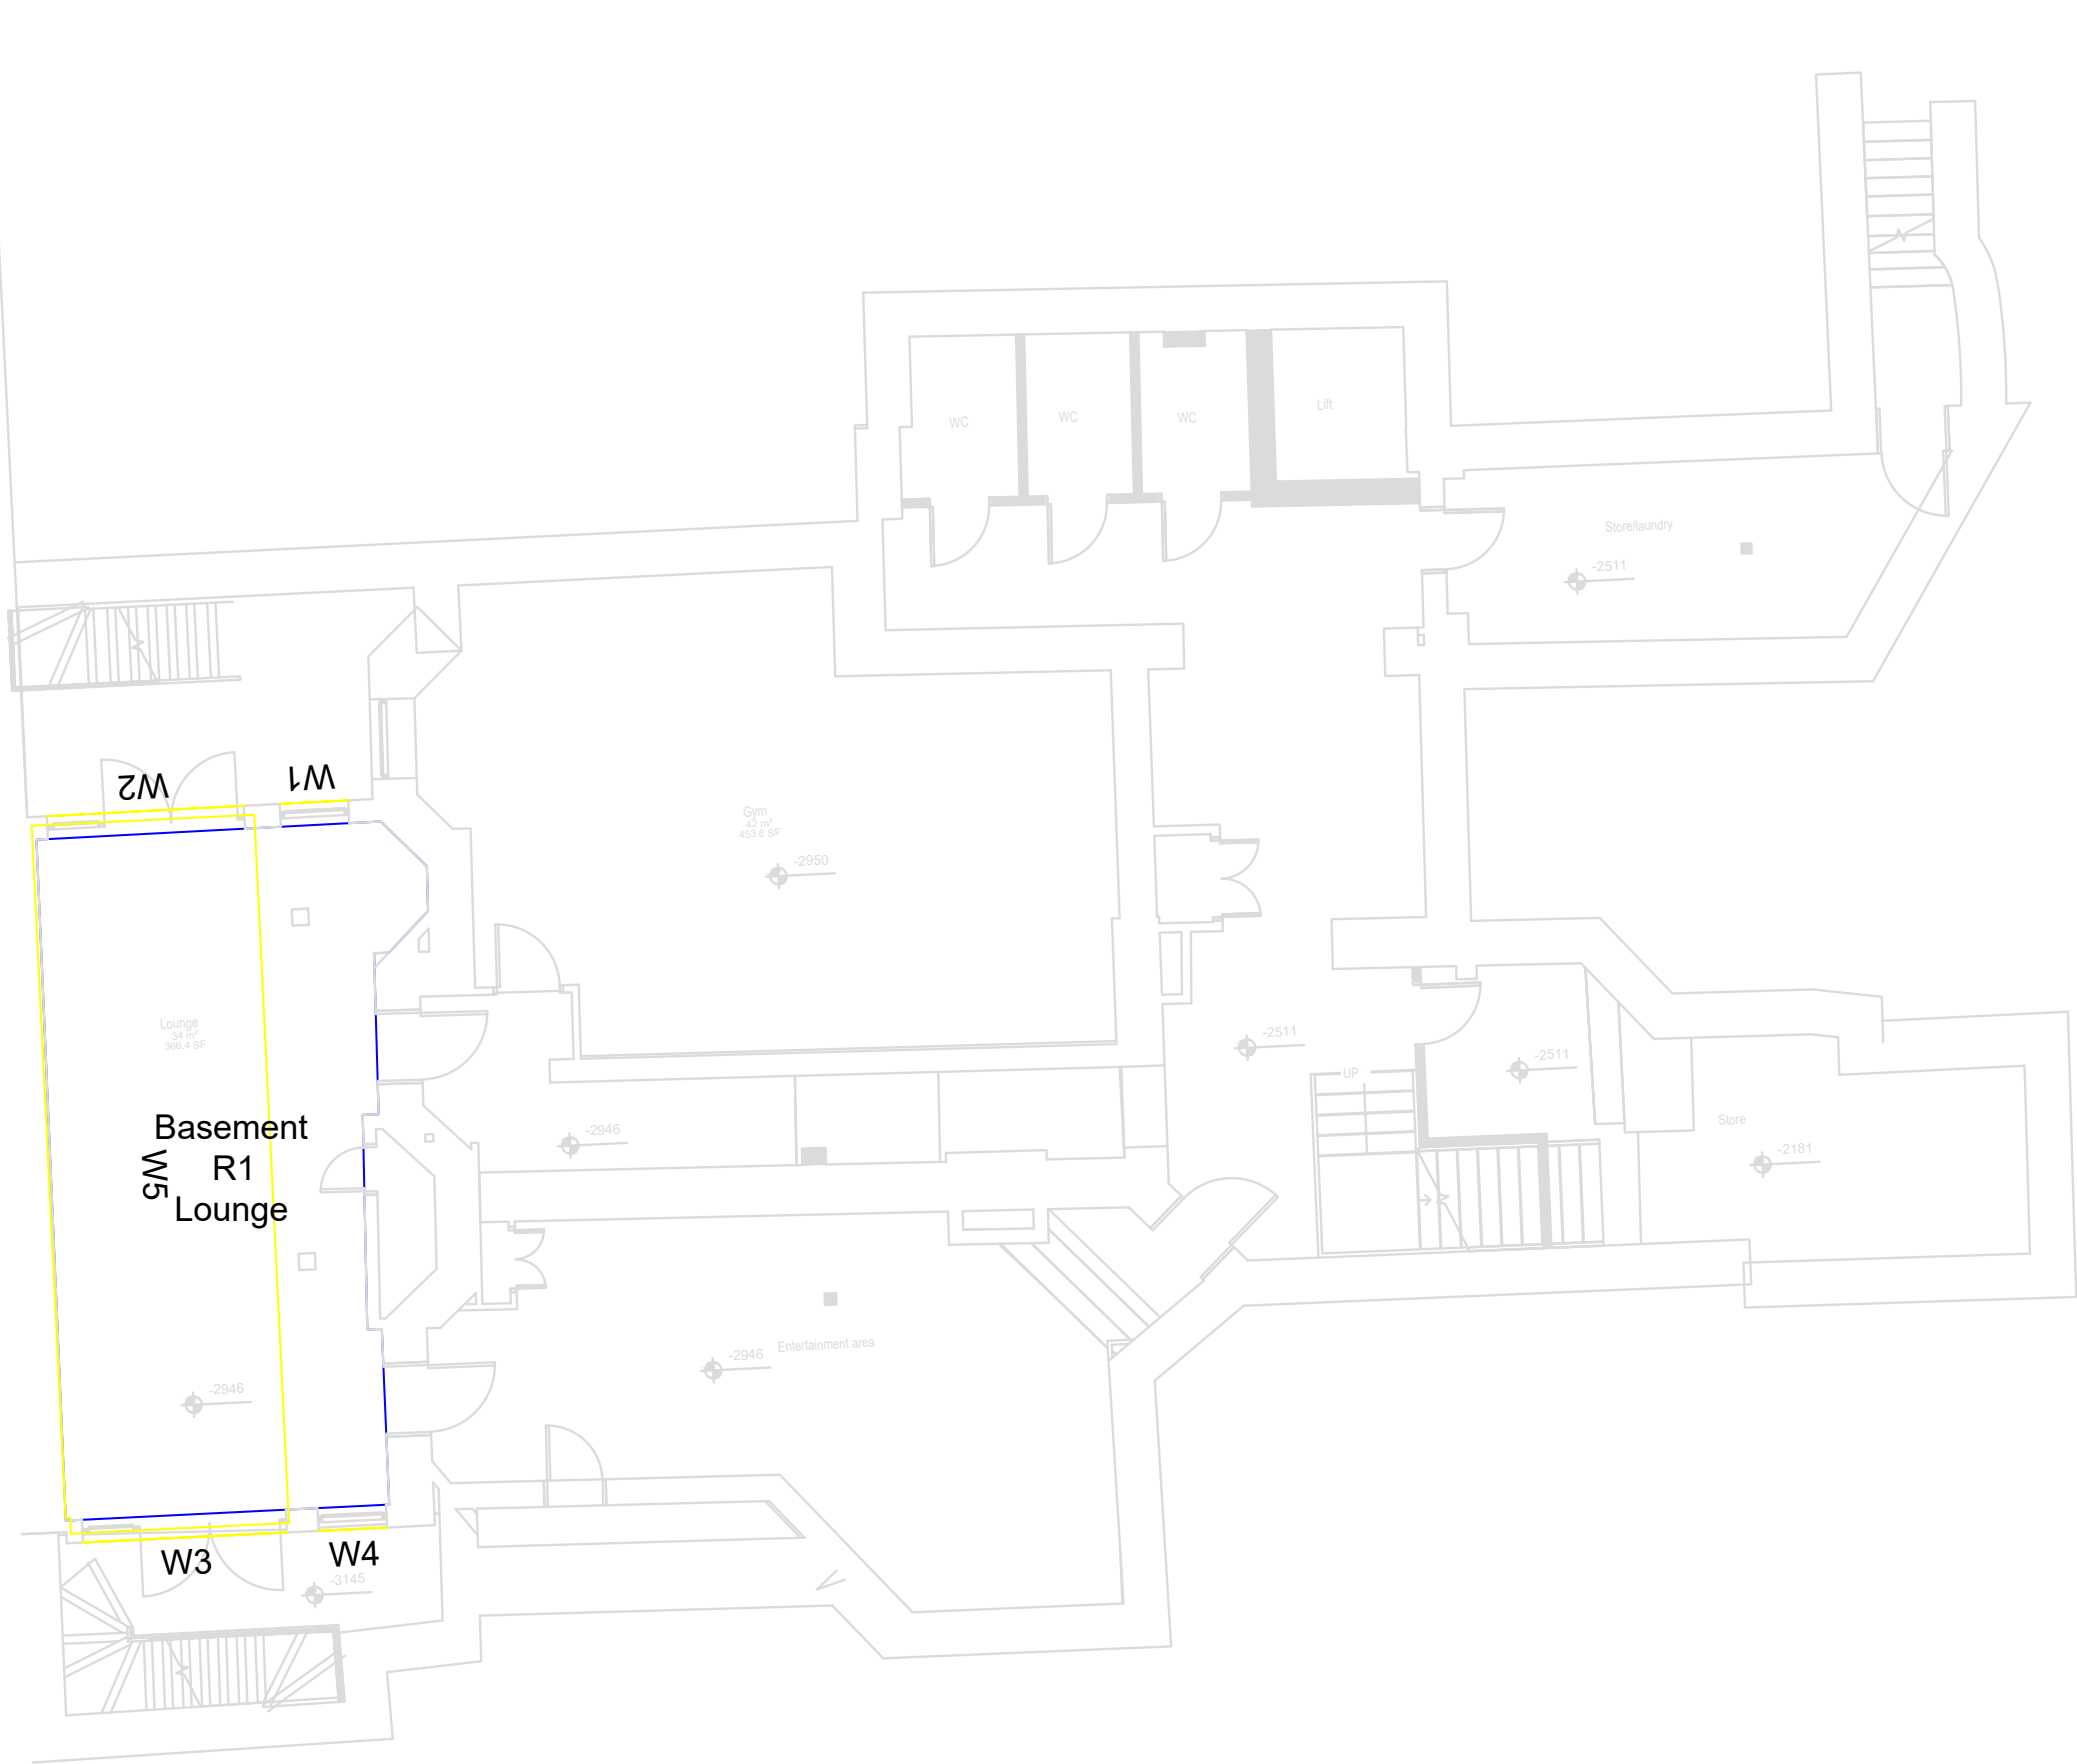 WC
WC
WC
Lift
Store/laundry
-2511
W2
W1
Gym
42 m²
453.6 SF
-2950
Lounge
34 m²
366.4 SF
-2511
-2511
UP
Basement
R1
Lounge
W5
-2946
Store
-2181
-2946
Entertainment area
-2946
W3
W4
-3145